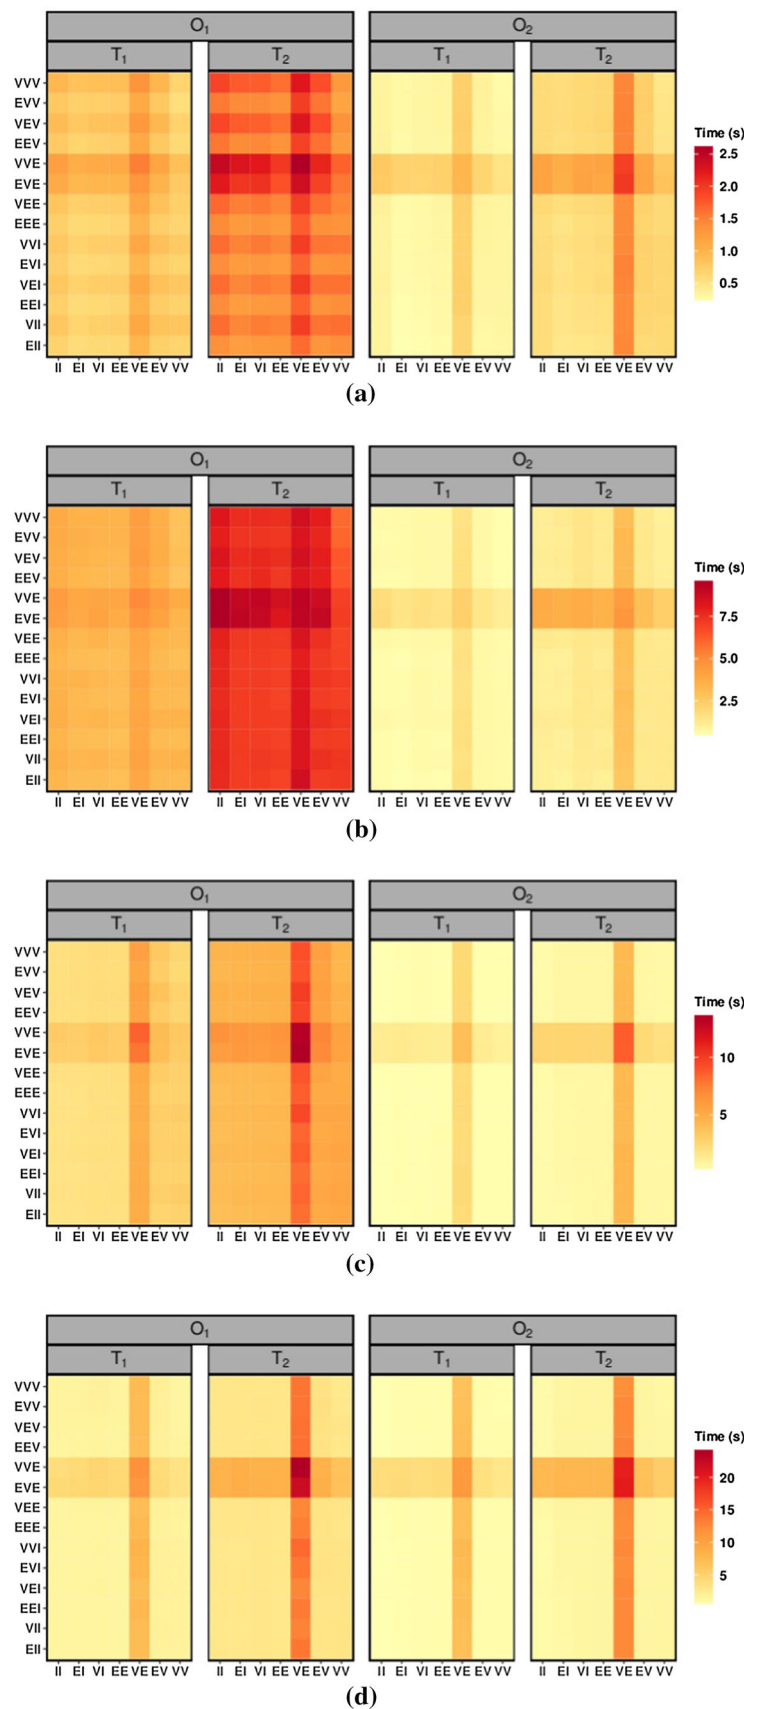 O₁ O₂
T₁ T₂ T₁ T₂
VVV
EVV
VEV
EEV
VVE
EVE
VEE
EEE
VVI
EVI
VEI
EEI
VII
EII
Time (s)
2.5
2.0
1.5
1.0
0.5
II EI VI EE VE EV VV II EI VI EE VE EV VV II EI VI EE VE EV VV II EI VI EE VE EV VV
(a)
O₁ O₂
T₁ T₂ T₁ T₂
VVV
EVV
VEV
EEV
VVE
EVE
VEE
EEE
VVI
EVI
VEI
EEI
VII
EII
Time (s)
7.5
5.0
2.5
II EI VI EE VE EV VV II EI VI EE VE EV VV II EI VI EE VE EV VV II EI VI EE VE EV VV
(b)
O₁ O₂
T₁ T₂ T₁ T₂
VVV
EVV
VEV
EEV
VVE
EVE
VEE
EEE
VVI
EVI
VEI
EEI
VII
EII
Time (s)
10
5
II EI VI EE VE EV VV II EI VI EE VE EV VV II EI VI EE VE EV VV II EI VI EE VE EV VV
(c)
O₁ O₂
T₁ T₂ T₁ T₂
VVV
EVV
VEV
EEV
VVE
EVE
VEE
EEE
VVI
EVI
VEI
EEI
VII
EII
Time (s)
20
15
10
5
II EI VI EE VE EV VV II EI VI EE VE EV VV II EI VI EE VE EV VV II EI VI EE VE EV VV
(d)